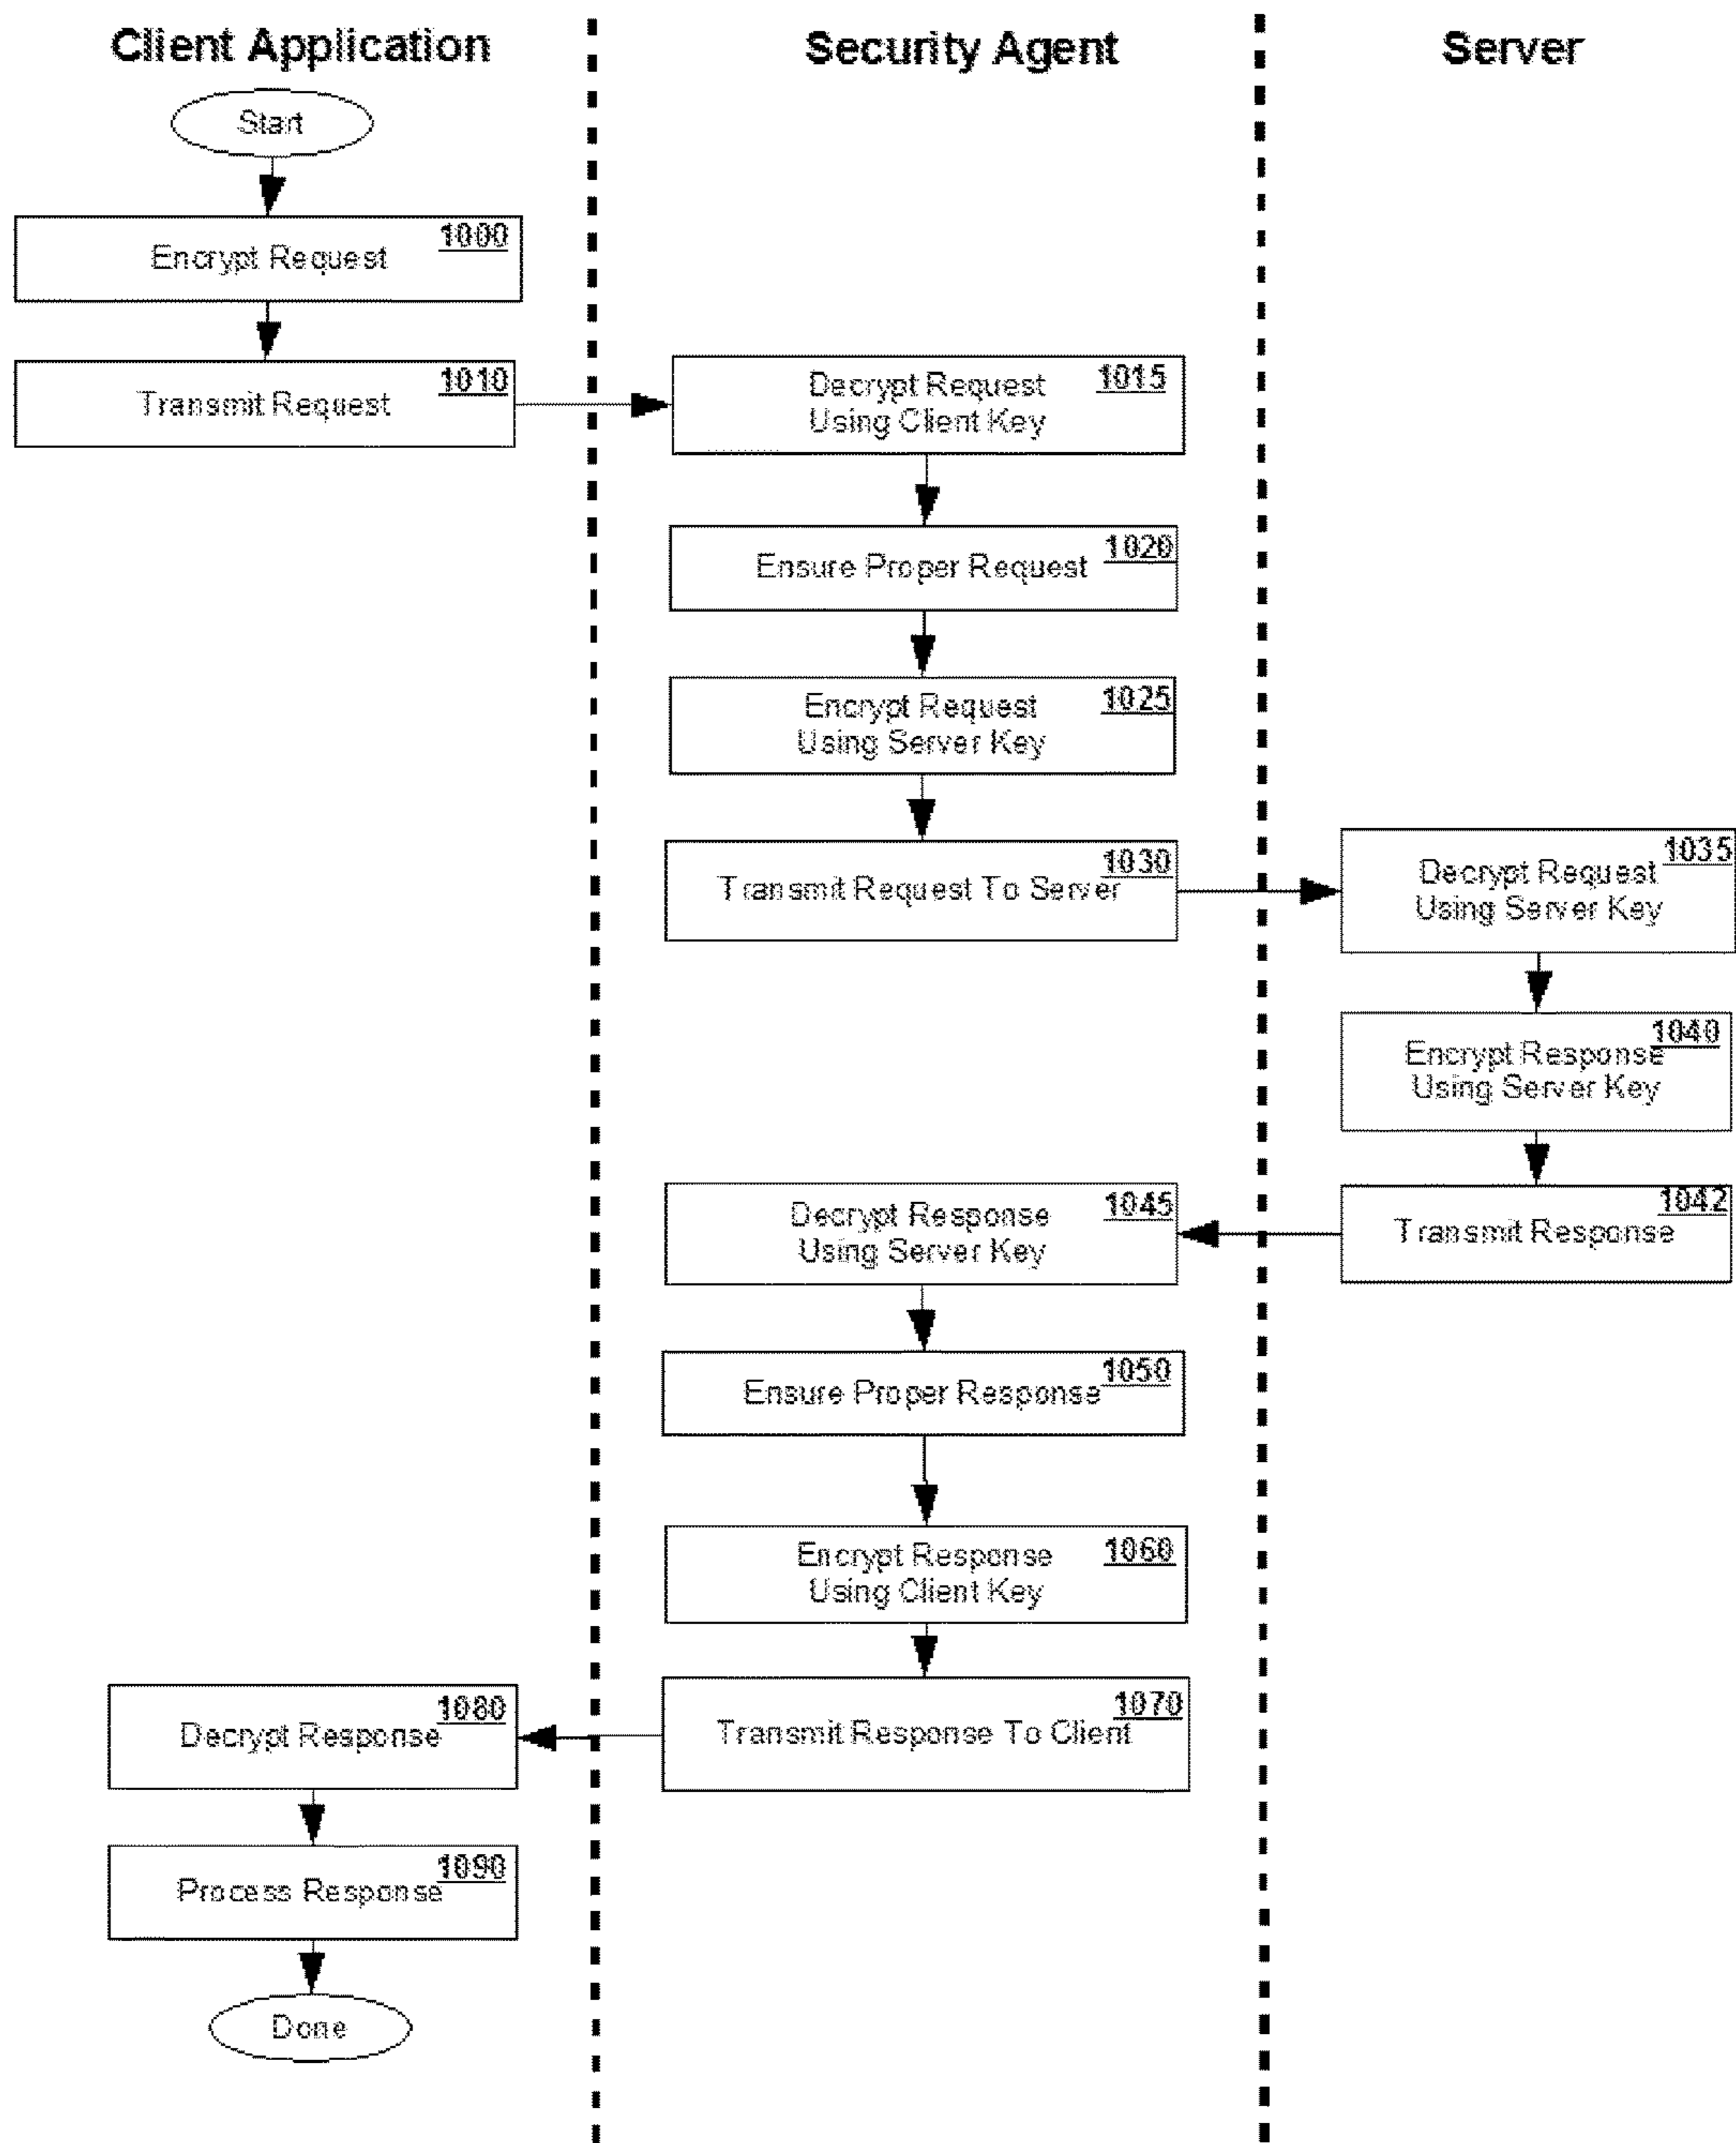 Client Application
Security Agent
Server
Start
1000
Encrypt Request
1010
Transmit Request
1015
Decrypt Request
Using Client Key
1020
Ensure Proper Request
1025
Encrypt Request
Using Server Key
1030
Transmit Request To Server
1035
Decrypt Request
Using Server Key
1040
Encrypt Response
Using Server Key
1042
Transmit Response
1045
Decrypt Response
Using Server Key
1050
Ensure Proper Response
1060
Encrypt Response
Using Client Key
1070
Transmit Response To Client
1080
Decrypt Response
1090
Process Response
Done